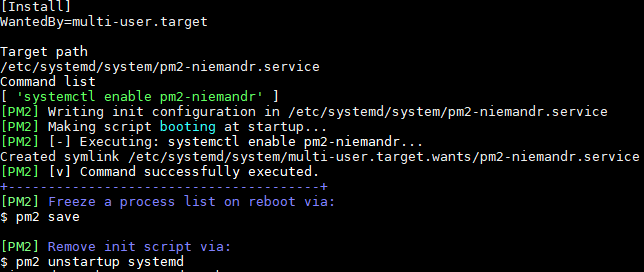 [Install]
WantedBy=multi-user.target
Target path
/etc/systemd/system/pm2-niemandr.service
Command list
[ 'systemctl enable pm2-niemandr' ]
[PM2] Writing init configuration in /etc/systemd/system/pm2-niemandr.service
[PM2] Making script booting at startup...
[PM2] [-] Executing: systemctl enable pm2-niemandr...
Created symlink /etc/systemd/system/multi-user.target.wants/pm2-niemandr.service
[PM2] [v] Command successfully executed.
+---------------------------------------+
[PM2] Freeze a process list on reboot via:
$ pm2 save
[PM2] Remove init script via:
$ pm2 unstartup systemd